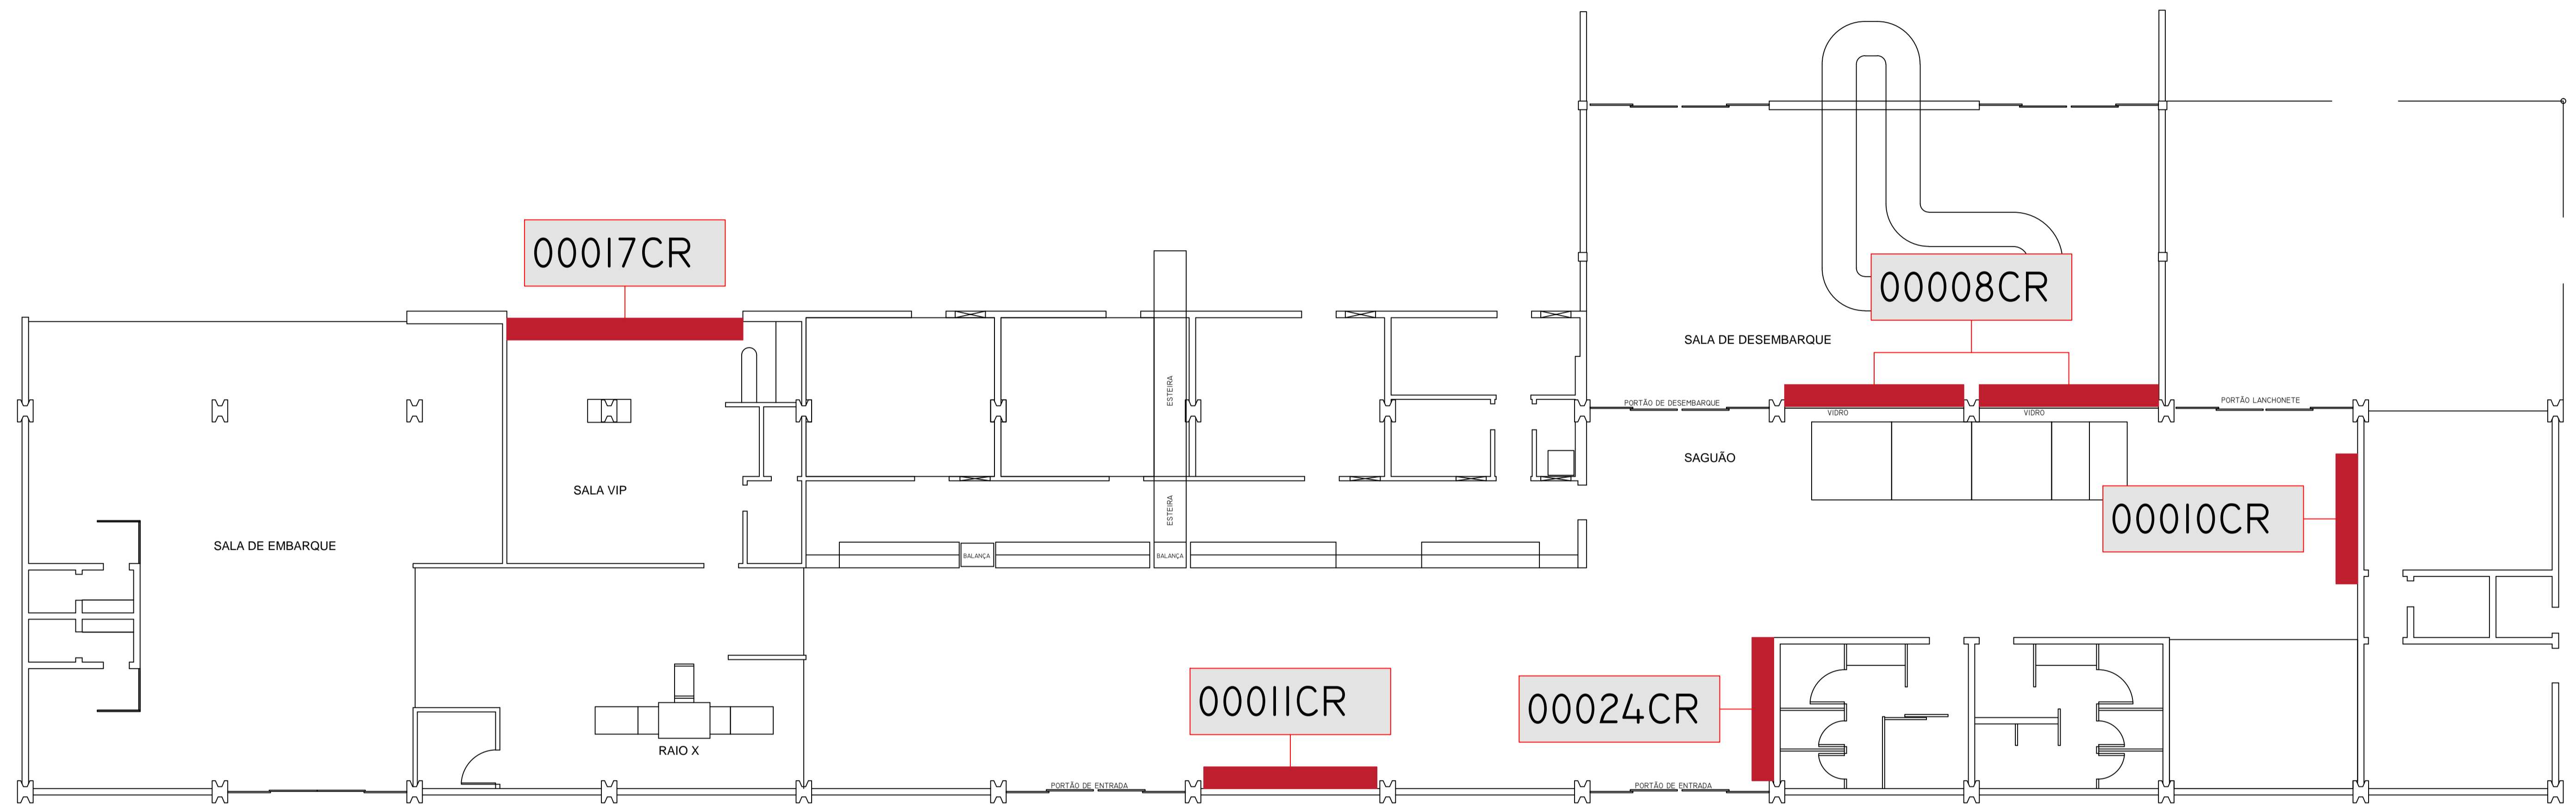 00017CR
00008CR
SALA DE DESEMBARQUE
ESTEIRA
PORTÃO DE DESEMBARQUE
VIDRO
VIDRO
PORTÃO LANCHONETE
SAGUÃO
SALA VIP
ESTEIRA
00010CR
SALA DE EMBARQUE
BALANÇA
BALANÇA
00011CR
00024CR
RAIO X
PORTÃO DE ENTRADA
PORTÃO DE ENTRADA